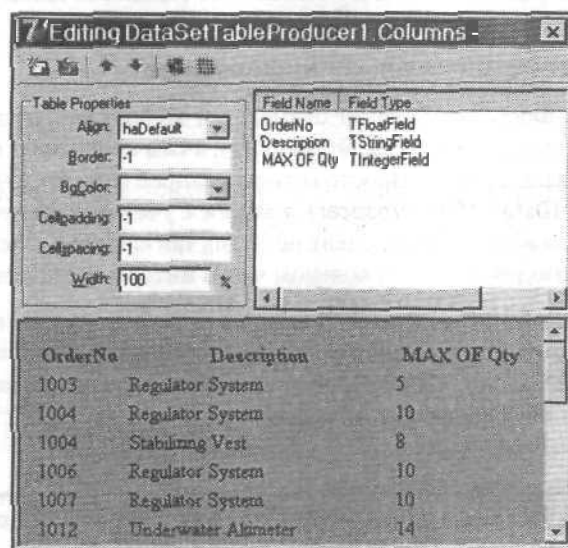 Editing DataSetTableProducer1.Columns -
Table Properties
Align: haDefault
Border: -1
BgColor:
Cellpadding: -1
Cellspacing: -1
Width: 100 %
Field Name Field Type
OrderNo TFloatField
Description TStringField
MAX OF Qty TIntegerField
OrderNo Description MAX OF Qty
1003 Regulator System 5
1004 Regulator System 10
1004 Stabilizing Vest 8
1006 Regulator System 10
1007 Regulator System 10
1012 Underwater Altimeter 14